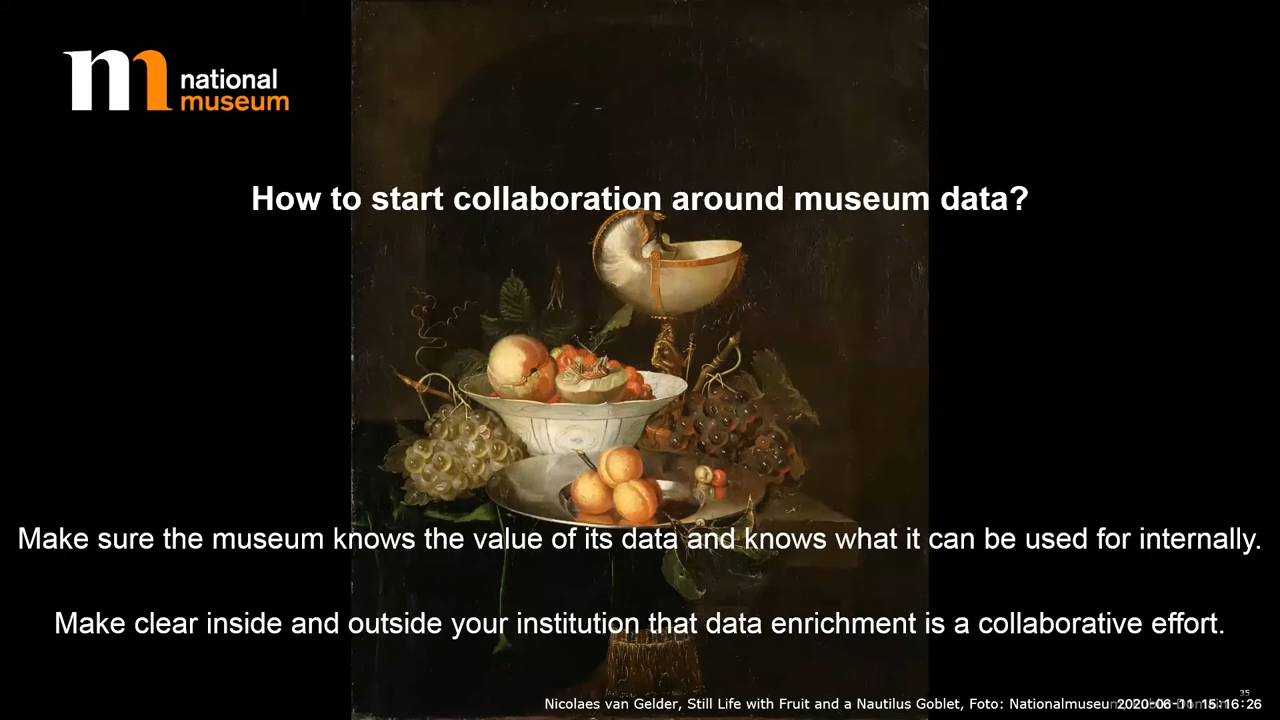 m national
museum
How to start collaboration around museum data?
Make sure the museum knows the value of its data and knows what it can be used for internally.
Make clear inside and outside your institution that data enrichment is a collaborative effort.
35
Nicolaes van Gelder, Still Life with Fruit and a Nautilus Goblet, Foto: Nationalmuseum 2020-06-11 15:16:26